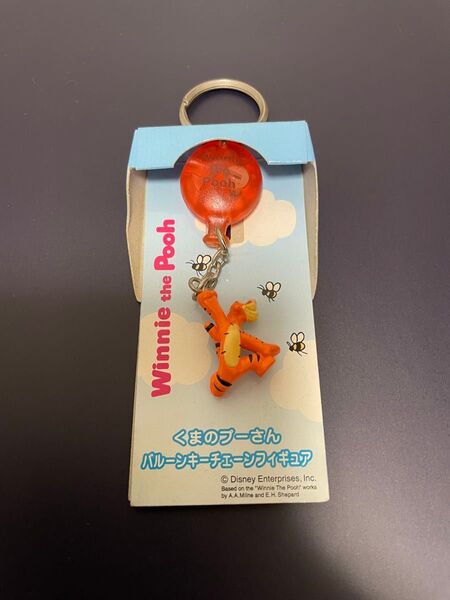 Winnie
the
Pooh
Winnie the Pooh
くまのプーさん
バルーンキーチェーンフィギュア
© Disney Enterprises, Inc.
Based on the "Winnie The Pooh" works
by A.A.Milne and E.H. Shepard